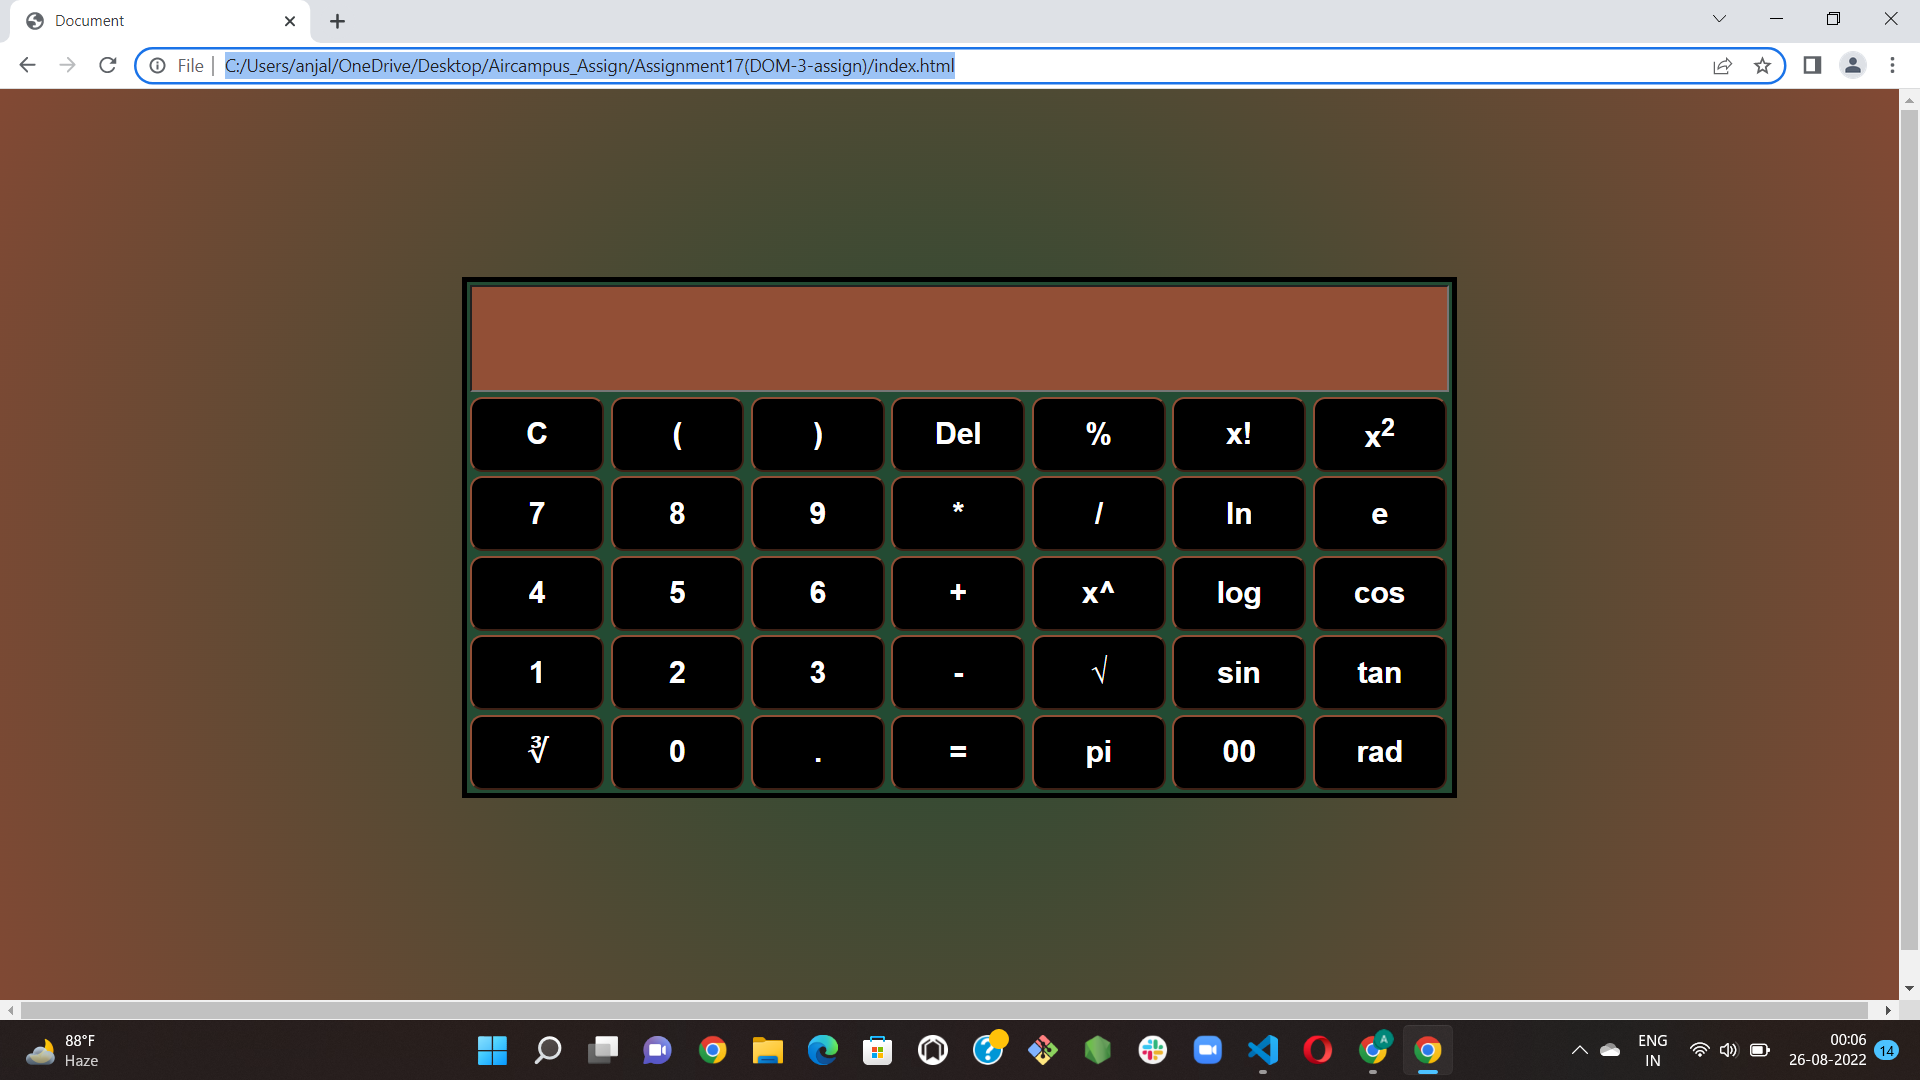 Document
File C:/Users/anjal/OneDrive/Desktop/Aircampus_Assign/Assignment17(DOM-3-assign)/index.html
C ( ) Del % x! x²
7 8 9 * / ln e
4 5 6 + x^ log cos
1 2 3 - √ sin tan
∛ 0 . = pi 00 rad
88°F
Haze
A
ENG
IN
00:06
26-08-2022
14